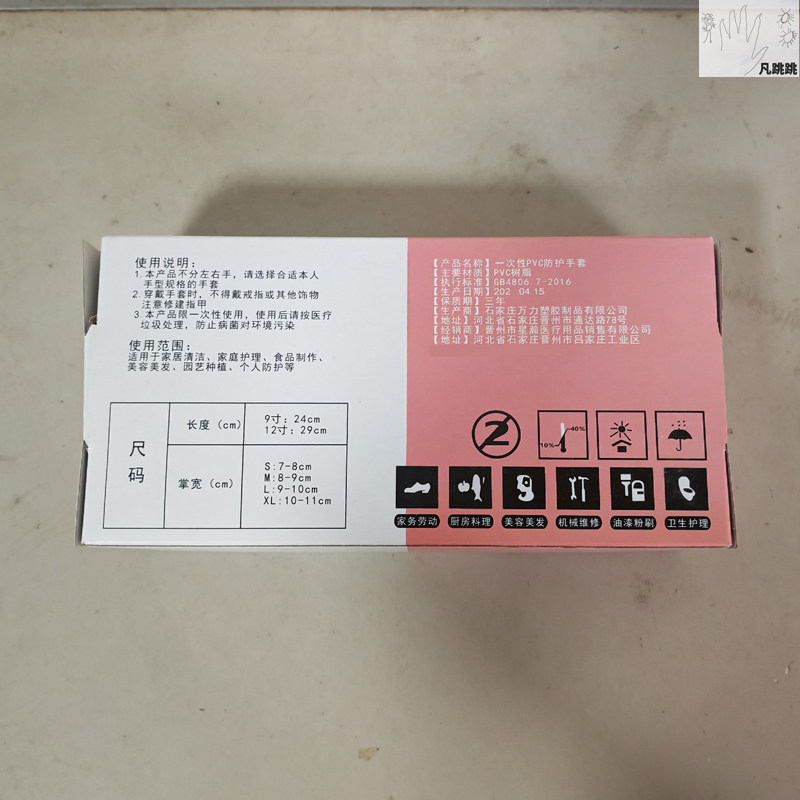 凡跳跳
使用说明:
1.本产品不分左右手,请选择合适本人
手型规格的手套
2.穿戴手套时,不得戴戒指或其他饰物
注意修建指甲
3.本产品限一次性使用,使用后请按医疗
垃圾处理,防止病菌对环境污染
使用范围:
适用于家居清洁、家庭护理、食品制作、
美容美发、园艺种植、个人防护等
尺码
长度(cm)
9寸:24cm
12寸:29cm
掌宽(cm)
S:7-8cm
M:8-9cm
L:9-10cm
XL:10-11cm
【产品名称】一次性PVC防护手套
【主要材质】PVC树脂
【执行标准】GB4806.7-2016
【生产日期】202 04.15
【保质期】三年
【生产商】石家庄万力塑胶制品有限公司
【地址】河北省石家庄晋州市通达路78号
【经销商】晋州市星瀚医疗用品销售有限公司
【地址】河北省石家庄晋州市吕家庄工业区
2
10% 40%
家务劳动 厨房料理 美容美发 机械维修 油漆粉刷 卫生护理